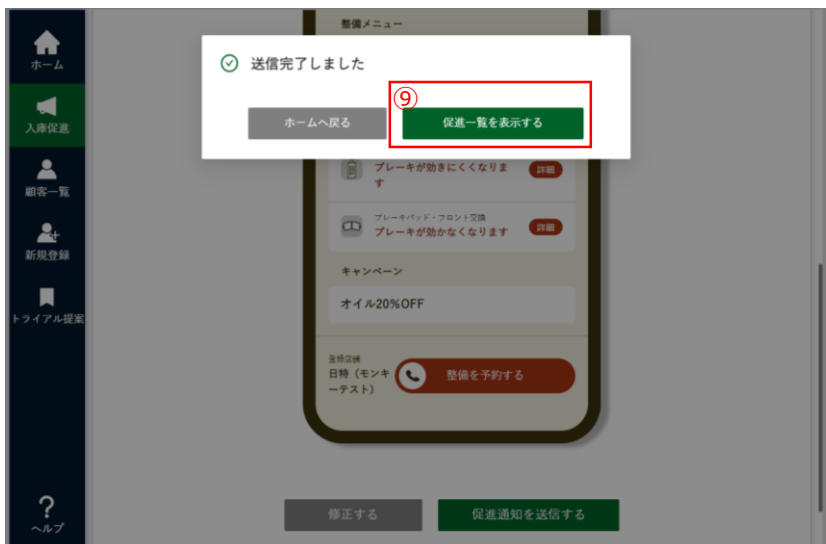 整備メニュー
ホーム
送信完了しました
⑨
ホームへ戻る
促進一覧を表示する
入庫促進
ブレーキが効きにくくなりま
す
詳細
顧客一覧
ブレーキパッド・フロント交換
ブレーキが効かなくなります
詳細
新規登録
キャンペーン
オイル20%OFF
トライアル提案
登録店舗
日特（モンキ
ーテスト）
整備を予約する
修正する
促進通知を送信する
?
ヘルプ